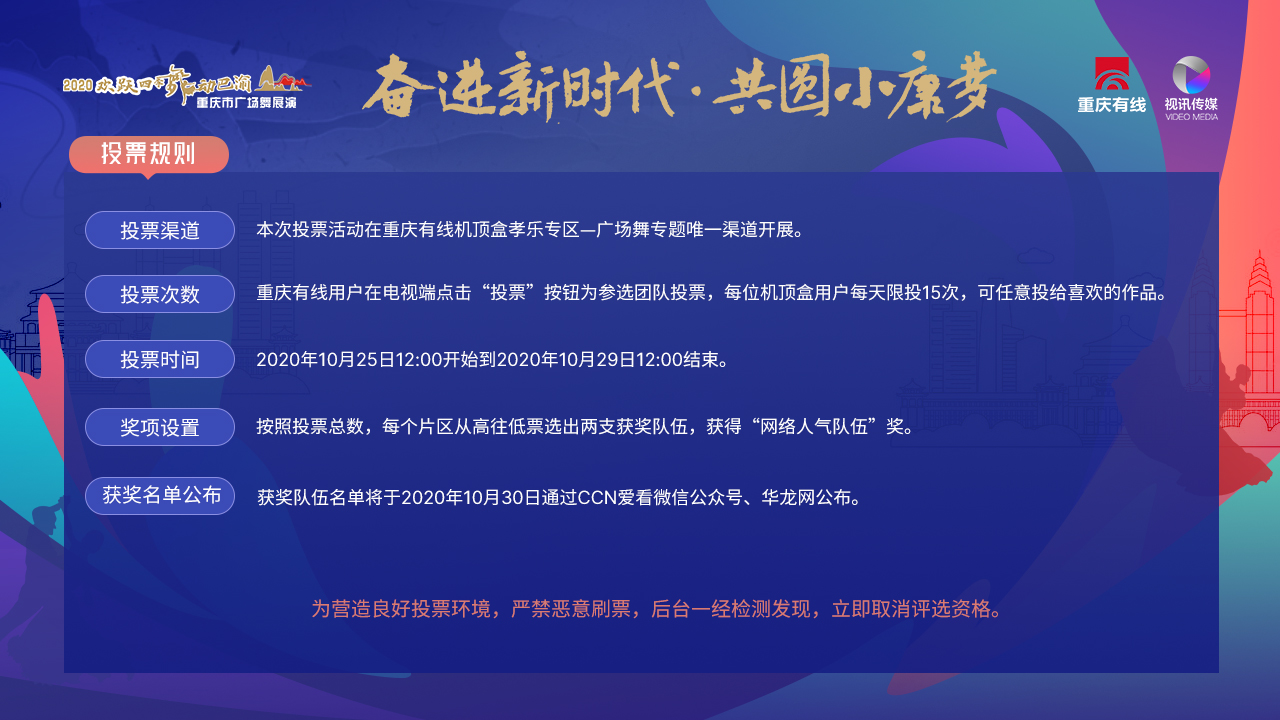 2020欢跃四季舞动巴渝
重庆市广场舞展演
奋进新时代·共圆小康梦
重庆有线
视讯传媒
VIDEO MEDIA
投票规则
投票渠道
本次投票活动在重庆有线机顶盒孝乐专区—广场舞专题唯一渠道开展。
投票次数
重庆有线用户在电视端点击“投票”按钮为参选团队投票，每位机顶盒用户每天限投15次，可任意投给喜欢的作品。
投票时间
2020年10月25日12:00开始到2020年10月29日12:00结束。
奖项设置
按照投票总数，每个片区从高往低票选出两支获奖队伍，获得“网络人气队伍”奖。
获奖名单公布
获奖队伍名单将于2020年10月30日通过CCN爱看微信公众号、华龙网公布。
为营造良好投票环境，严禁恶意刷票，后台一经检测发现，立即取消评选资格。